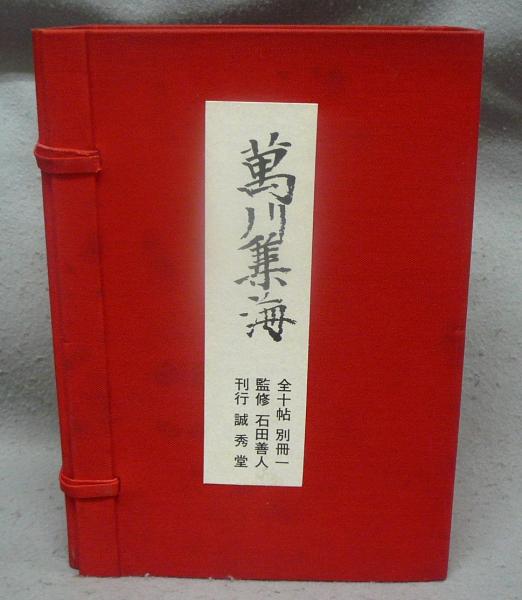 萬川集海
全十帖 別冊一
監修 石田善人
刊行 誠秀堂